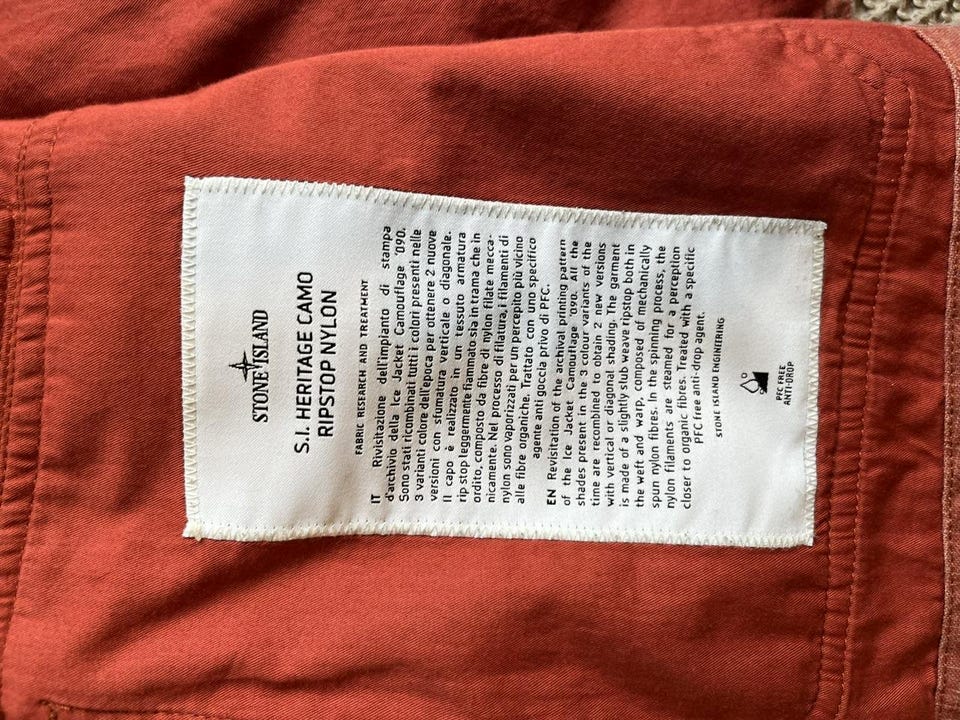 STONE ISLAND
S.I. HERITAGE CAMO
RIPSTOP NYLON
FABRIC RESEARCH AND TREATMENT
IT Rivisitazione dell'impianto di stampa
d'archivio della Ice Jacket Camouflage '090.
Sono stati ricombinati tutti i colori presenti nelle
3 varianti colore dell'epoca per ottenere 2 nuove
versioni con sfumatura verticale o diagonale.
Il capo è realizzato in un tessuto armatura
rip stop leggermente fiammato sia in trama che in
ordito, composto da fibre di nylon filate mecca-
nicamente. Nel processo di filatura, i filamenti di
nylon sono vaporizzati per un percepito più vicino
alle fibre organiche. Trattato con uno specifico
agente anti goccia privo di PFC.
EN Revisitation of the archival printing pattern
of the Ice Jacket Camouflage '090. All the
shades present in the 3 colour variants of the
time are recombined to obtain 2 new versions
with vertical or diagonal shading. The garment
is made of a slightly slub weave ripstop both in
the weft and warp, composed of mechanically
spun nylon fibres. In the spinning process, the
nylon filaments are steamed for a perception
closer to organic fibres. Treated with a specific
PFC free anti-drop agent.
STONE ISLAND ENGINEERING
PFC FREE
ANTI-DROP